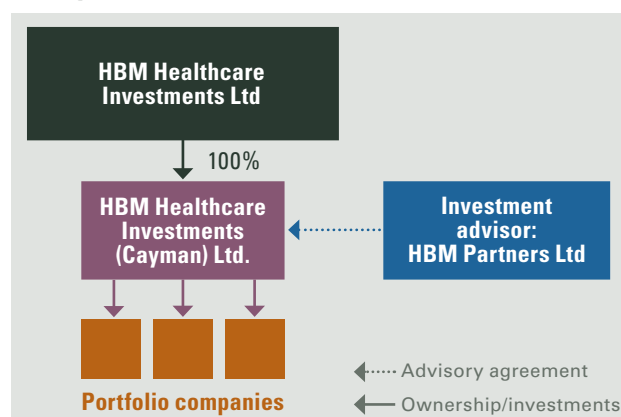 HBM Healthcare
Investments Ltd
100%
HBM Healthcare
Investments
(Cayman) Ltd.
Investment
advisor:
HBM Partners Ltd
Portfolio companies
Advisory agreement
Ownership/investments